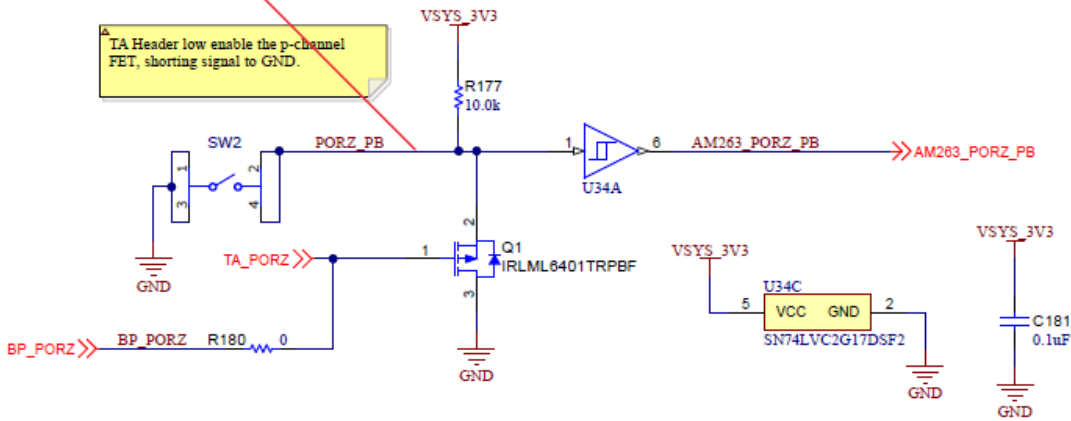 VSYS_3V3
TA Header low enable the p-channel
FET, shorting signal to GND.
R177
10.0k
SW2
PORZ_PB
1
2
3
4
1
6
AM263_PORZ_PB
AM263_PORZ_PB
U34A
GND
TA_PORZ
1
2
3
Q1
IRLML6401TRPBF
GND
BP_PORZ
BP_PORZ
R180
0
VSYS_3V3
U34C
5
VCC
GND
2
SN74LVC2G17DSF2
GND
VSYS_3V3
C181
0.1uF
GND